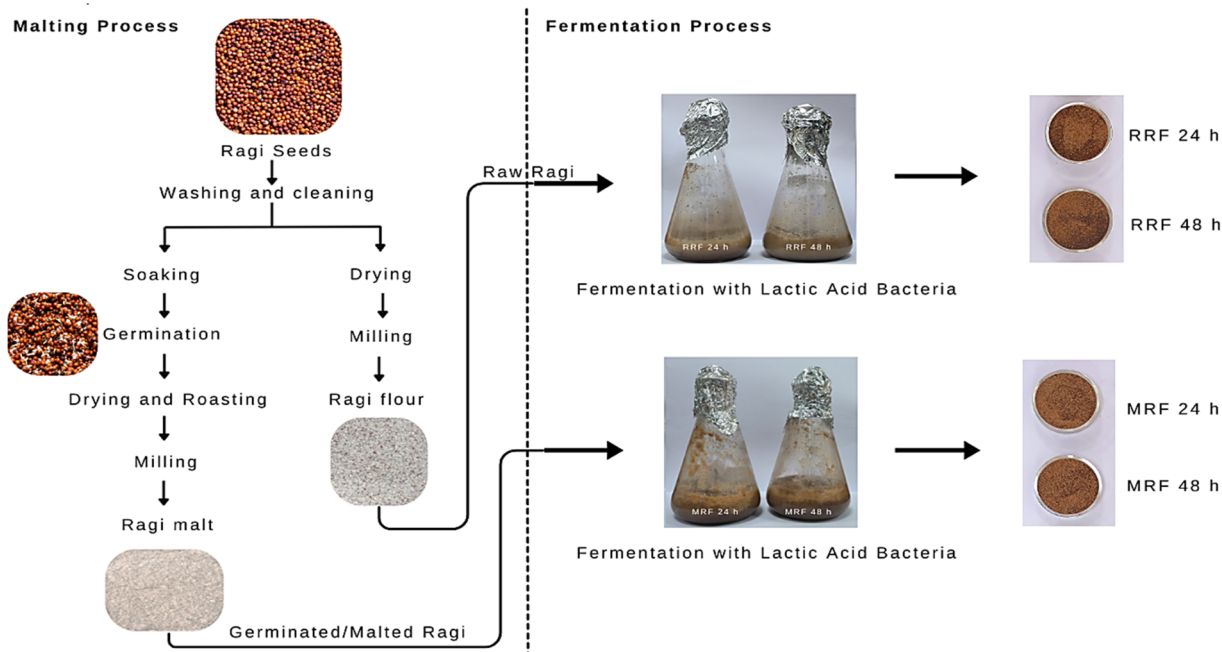 Malting Process
Ragi Seeds
Washing and cleaning
Soaking
Germination
Drying and Roasting
Milling
Ragi malt
Drying
Milling
Ragi flour
Germinated/Malted Ragi
Raw Ragi
Fermentation Process
RRF 24 h
RRF 48 h
Fermentation with Lactic Acid Bacteria
RRF 24 h
RRF 48 h
MRF 24 h
MRF 48 h
Fermentation with Lactic Acid Bacteria
MRF 24 h
MRF 48 h